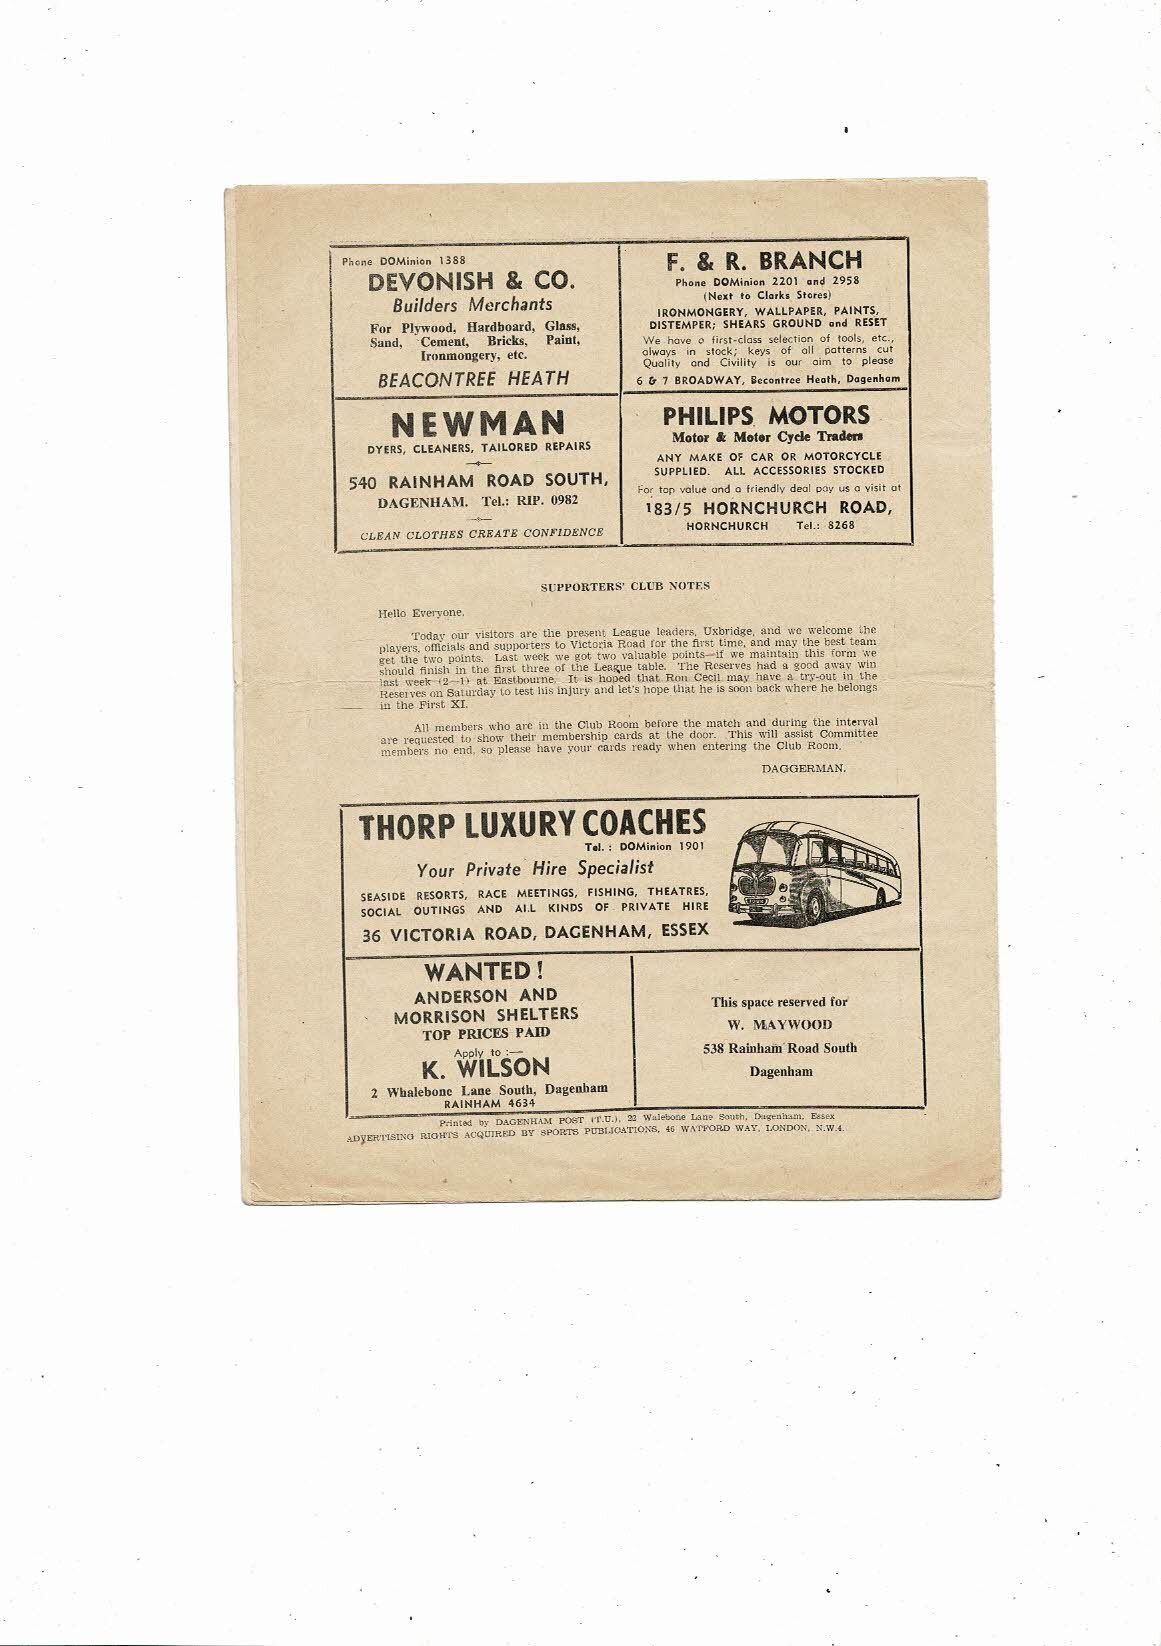 Phone DOMinion 1388
DEVONISH & CO.
Builders Merchants
For Plywood, Hardboard, Glass,
Sand, Cement, Bricks, Paint,
Ironmongery, etc.
BEACONTREE HEATH
F. & R. BRANCH
Phone DOMinion 2201 and 2958
(Next to Clarks Stores)
IRONMONGERY, WALLPAPER, PAINTS,
DISTEMPER; SHEARS GROUND and RESET
We have a first-class selection of tools, etc.,
always in stock; keys of all patterns cut
Quality and Civility is our aim to please
6 & 7 BROADWAY, Becontree Heath, Dagenham
NEWMAN
DYERS, CLEANERS, TAILORED REPAIRS
540 RAINHAM ROAD SOUTH,
DAGENHAM. Tel.: RIP. 0982
CLEAN CLOTHES CREATE CONFIDENCE
PHILIPS MOTORS
Motor & Motor Cycle Traders
ANY MAKE OF CAR OR MOTORCYCLE
SUPPLIED. ALL ACCESSORIES STOCKED
For top value and a friendly deal pay us a visit at
183/5 HORNCHURCH ROAD,
HORNCHURCH Tel.: 8268
SUPPORTERS' CLUB NOTES
Hello Everyone,
Today our visitors are the present League leaders, Uxbridge, and we welcome the
players, officials and supporters to Victoria Road for the first time, and may the best team
get the two points. Last week we got two valuable points—if we maintain this form we
should finish in the first three of the League table. The Reserves had a good away win
last week (2—1) at Eastbourne. It is hoped that Ron Cecil may have a try-out in the
Reserves on Saturday to test his injury and let's hope that he is soon back where he belongs
in the First XI.
All members who are in the Club Room before the match and during the interval
are requested to show their membership cards at the door. This will assist Committee
members no end, so please have your cards ready when entering the Club Room.
DAGGERMAN.
THORP LUXURY COACHES
Tel. : DOMinion 1901
Your Private Hire Specialist
SEASIDE RESORTS, RACE MEETINGS, FISHING, THEATRES,
SOCIAL OUTINGS AND ALL KINDS OF PRIVATE HIRE
36 VICTORIA ROAD, DAGENHAM, ESSEX
WANTED!
ANDERSON AND
MORRISON SHELTERS
TOP PRICES PAID
Apply to :—
K. WILSON
2 Whalebone Lane South, Dagenham
RAINHAM 4634
This space reserved for
W. MAYWOOD
538 Rainham Road South
Dagenham
Printed by DAGENHAM POST (T.U.), 22 Walebone Lane South, Dagenham, Essex
ADVERTISING RIGHTS ACQUIRED BY SPORTS PUBLICATIONS, 46 WATFORD WAY, LONDON, N.W.4.